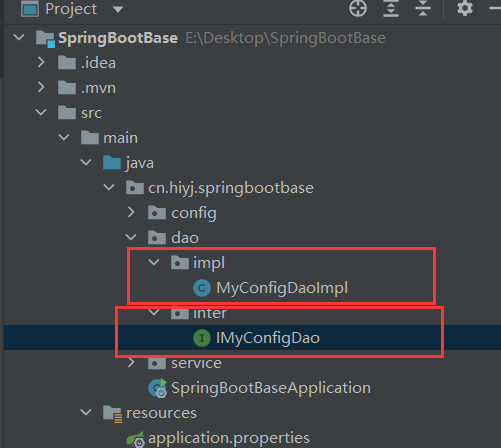 Project
SpringBootBase E:\Desktop\SpringBootBase
.idea
.mvn
src
main
java
cn.hiyj.springbootbase
config
dao
impl
MyConfigDaoImpl
inter
IMyConfigDao
service
SpringBootBaseApplication
resources
application.properties